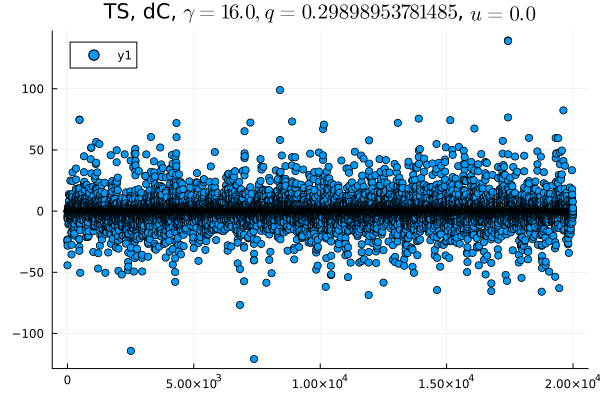 TS, dC, γ = 16.0, q = 0.29898953781485, u = 0.0
y1
100
50
0
−50
−100
0 5.00×10³ 1.00×10⁴ 1.50×10⁴ 2.00×10⁴